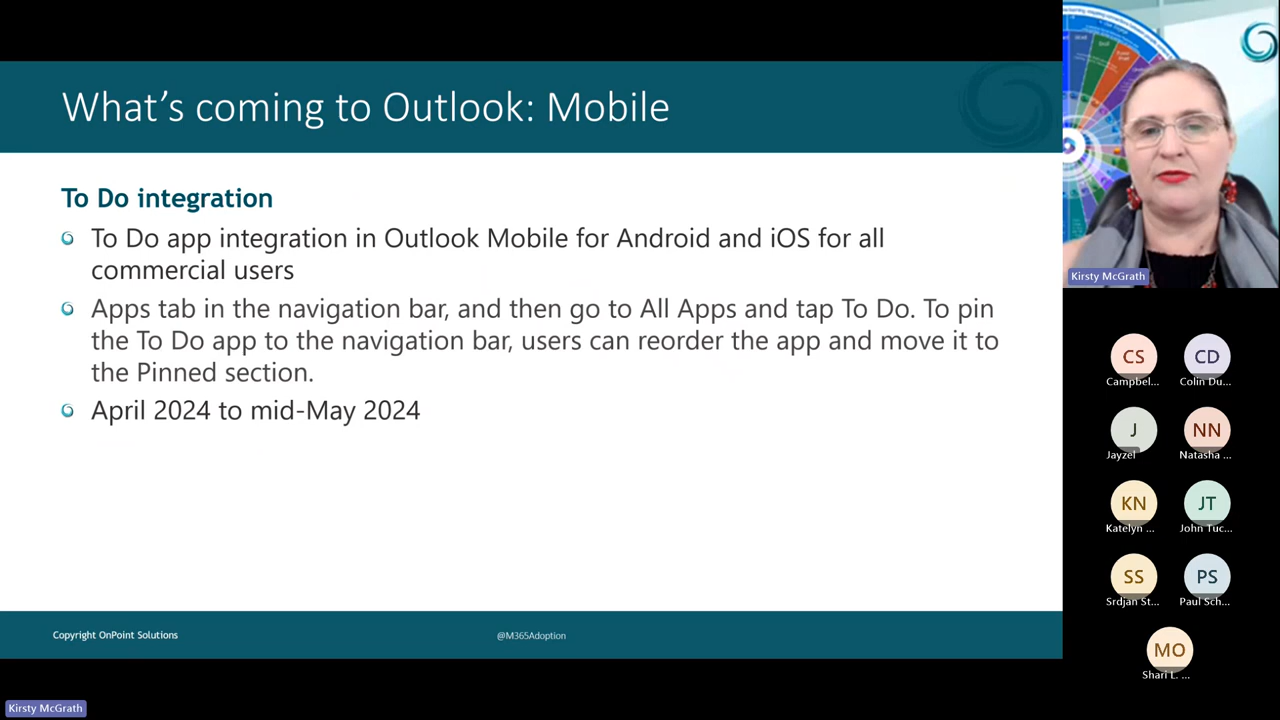 What's coming to Outlook: Mobile
To Do integration
To Do app integration in Outlook Mobile for Android and iOS for all
commercial users
Apps tab in the navigation bar, and then go to All Apps and tap To Do. To pin
the To Do app to the navigation bar, users can reorder the app and move it to
the Pinned section.
April 2024 to mid-May 2024
Copyright OnPoint Solutions
@M365Adoption
Kirsty McGrath
Kirsty McGrath
CS
CD
Campbel...
Colin Du...
J
NN
Jayzel
Natasha ...
KN
JT
Katelyn ...
John Tuc...
SS
PS
Srdjan St...
Paul Sch...
MO
Shari L. ...